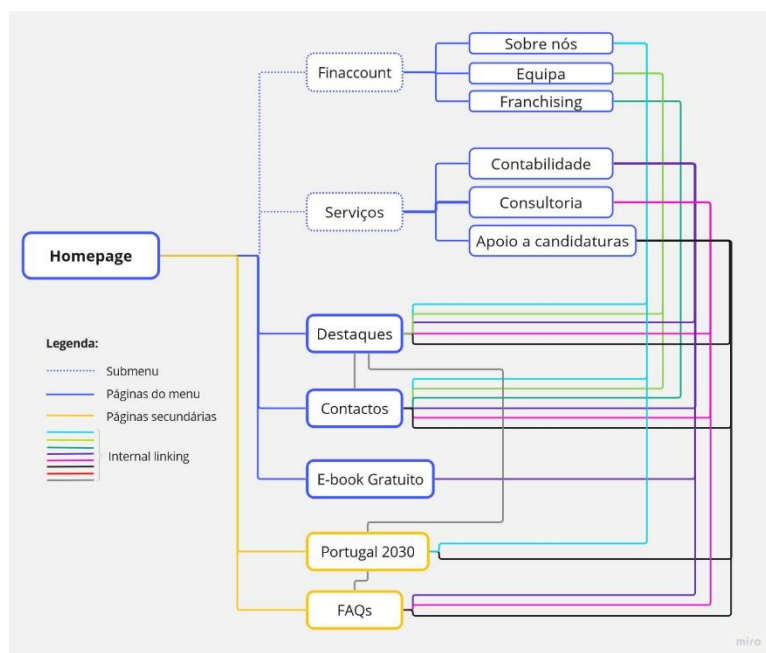 Sobre nós
Finaccount
Equipa
Franchising
Contabilidade
Serviços
Consultoria
Apoio a candidaturas
Homepage
Destaques
Legenda:
Submenu
Páginas do menu
Contactos
Páginas secundárias
Internal linking
E-book Gratuito
Portugal 2030
FAQs
miro